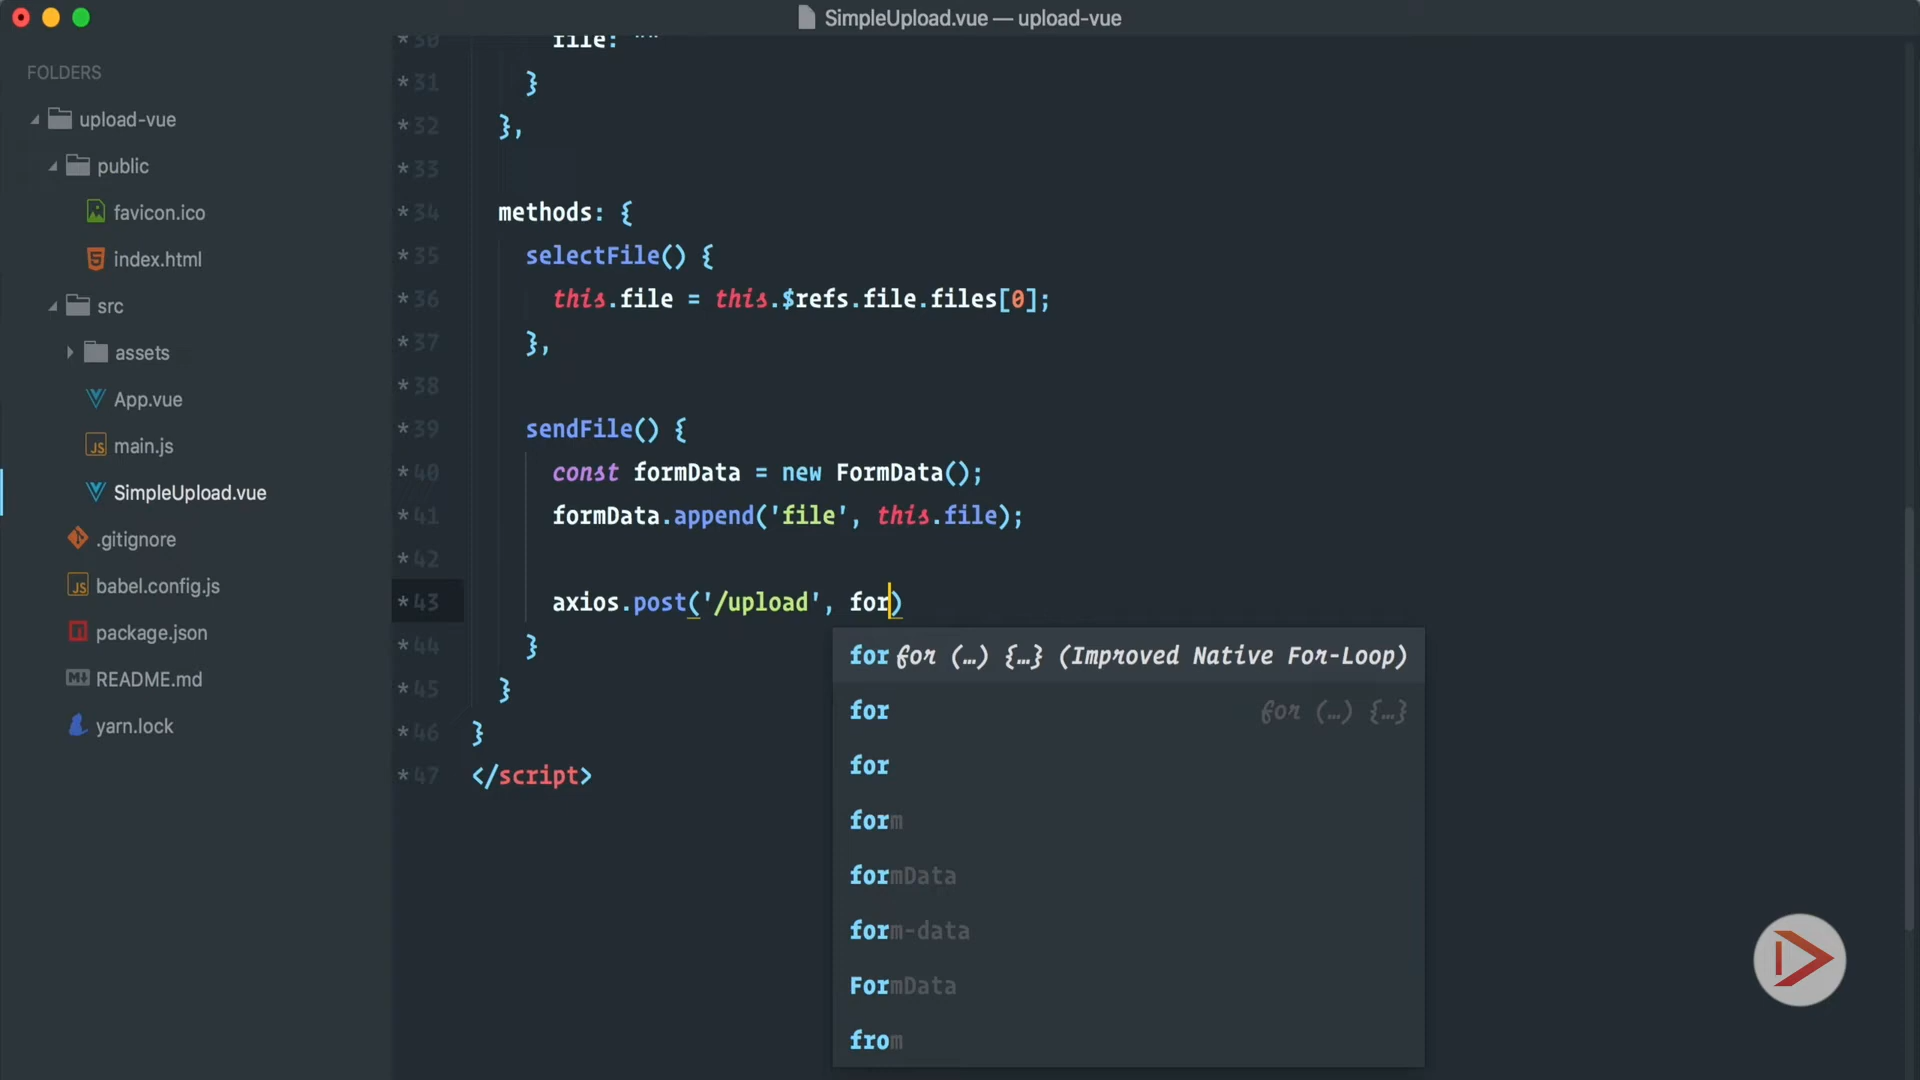 SimpleUpload.vue — upload-vue
FOLDERS
upload-vue
public
favicon.ico
index.html
src
assets
App.vue
JS main.js
SimpleUpload.vue
.gitignore
JS babel.config.js
package.json
README.md
yarn.lock
*30 file: ""
*31 }
*32 },
*33
*34 methods: {
*35 selectFile() {
*36 this.file = this.$refs.file.files[0];
*37 },
*38
*39 sendFile() {
*40 const formData = new FormData();
*41 formData.append('file', this.file);
*42
*43 axios.post('/upload', for)
*44 }
*45 }
*46 }
*47 </script>
for for (…) {…} (Improved Native For-Loop)
for for (…) {…}
for
form
formData
form-data
FormData
from